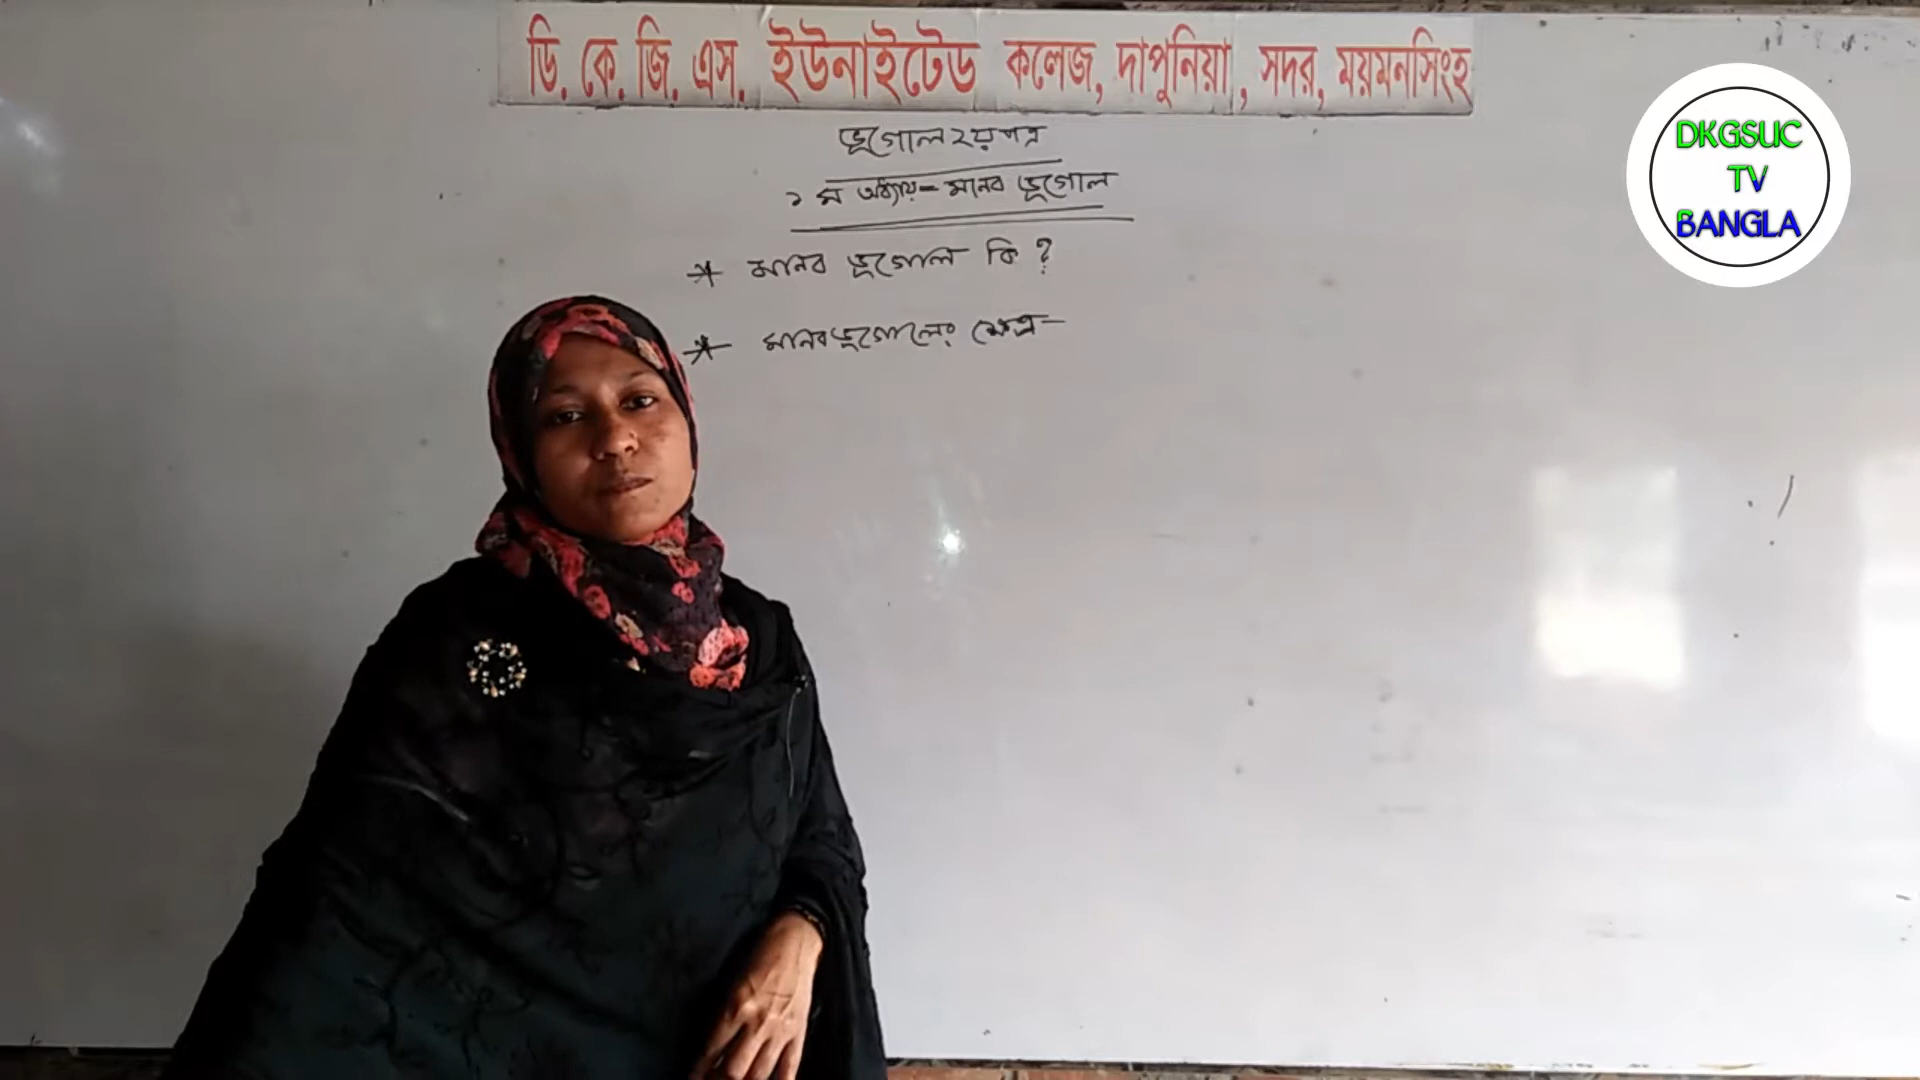 ডি. কে. জি. এস. ইউনাইটেড কলেজ, দাপুনিয়া, সদর, ময়মনসিংহ
ভূগোল ২য় পত্র
১ম অধ্যায় - মানব ভূগোল
* মানব ভূগোল কি ?
* মানব ভূগোলের ক্ষেত্র -
DKGSUC
TV
BANGLA